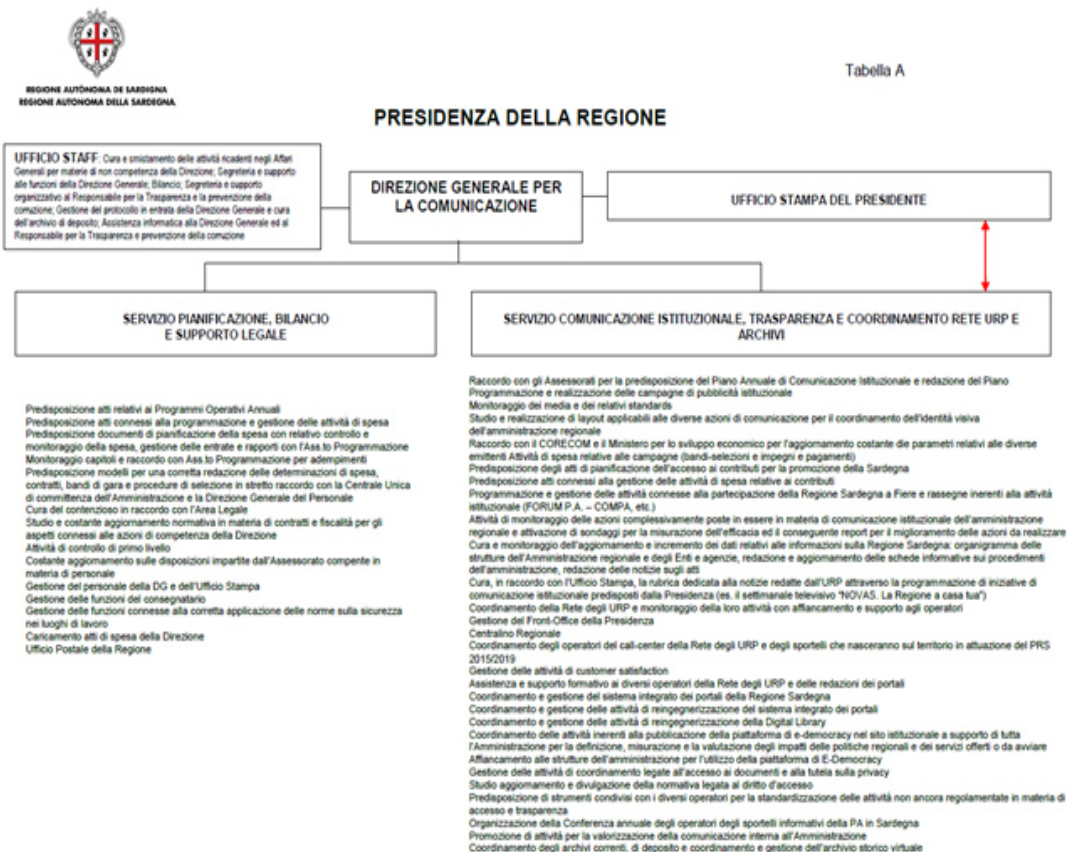 REGIONE AUTÒNOMA DE SARDIGNA
REGIONE AUTONOMA DELLA SARDEGNA
Tabella A
PRESIDENZA DELLA REGIONE
UFFICIO STAFF: Cura e smistamento delle attività ricadenti negli Affari
Generali per materie di non competenza della Direzione; Segreteria e supporto
alle funzioni della Direzione Generale; Bilancio; Segreteria e supporto
organizzativo al Responsabile per la Trasparenza e la prevenzione della
corruzione; Gestione del protocollo in entrata della Direzione Generale e cura
dell'archivio di deposito; Assistenza informatica alla Direzione Generale ed al
Responsabile per la Trasparenza e prevenzione della corruzione
DIREZIONE GENERALE PER
LA COMUNICAZIONE
UFFICIO STAMPA DEL PRESIDENTE
SERVIZIO PIANIFICAZIONE, BILANCIO
E SUPPORTO LEGALE
Predisposizione atti relativi ai Programmi Operativi Annuali
Predisposizione atti connessi alla programmazione e gestione delle attività di spesa
Predisposizione documenti di pianificazione della spesa con relativo controllo e
monitoraggio della spesa, gestione delle entrate e rapporti con l'Ass.to Programmazione
Monitoraggio capitoli e raccordo con Ass.to Programmazione per adempimenti
Predisposizione modelli per una corretta redazione delle determinazioni di spesa,
contratti, bandi di gara e procedure di selezione in stretto raccordo con la Centrale Unica
di committenza dell'Amministrazione e la Direzione Generale del Personale
Cura del contenzioso in raccordo con l'Area Legale
Studio e costante aggiornamento normativa in materia di contratti e fiscalità per gli
aspetti connessi alle azioni di competenza della Direzione
Attività di controllo di primo livello
Costante aggiornamento sulle disposizioni impartite dall'Assessorato compente in
materia di personale
Gestione del personale della DG e dell'Ufficio Stampa
Gestione delle funzioni del consegnatario
Gestione delle funzioni connesse alla corretta applicazione delle norme sulla sicurezza
nei luoghi di lavoro
Caricamento atti di spesa della Direzione
Ufficio Postale della Regione
SERVIZIO COMUNICAZIONE ISTITUZIONALE, TRASPARENZA E COORDINAMENTO RETE URP E
ARCHIVI
Raccordo con gli Assessorati per la predisposizione del Piano Annuale di Comunicazione Istituzionale e redazione del Piano
Programmazione e realizzazione delle campagne di pubblicità istituzionale
Monitoraggio dei media e dei relativi standards
Studio e realizzazione di layout applicabili alle diverse azioni di comunicazione per il coordinamento dell'identità visiva
dell'amministrazione regionale
Raccordo con il CORECOM e il Ministero per lo sviluppo economico per l'aggiornamento costante die parametri relativi alle diverse
emittenti Attività di spesa relative alle campagne (bandi-selezioni e impegni e pagamenti)
Predisposizione degli atti di pianificazione dell'accesso ai contributi per la promozione della Sardegna
Predisposizione atti connessi alla gestione delle attività di spesa relative ai contributi
Programmazione e gestione delle attività connesse alla partecipazione della Regione Sardegna a Fiere e rassegne inerenti alla attività
istituzionale (FORUM P.A. – COMPA, etc.)
Attività di monitoraggio delle azioni complessivamente poste in essere in materia di comunicazione istituzionale dell'amministrazione
regionale e attivazione di sondaggi per la misurazione dell'efficacia ed il conseguente report per il miglioramento delle azioni da realizzare
Cura e monitoraggio dell'aggiornamento e incremento dei dati relativi alle informazioni sulla Regione Sardegna: organigramma delle
strutture dell'Amministrazione regionale e degli Enti e agenzie, redazione e aggiornamento delle schede informative sui procedimenti
dell'amministrazione, redazione delle notizie sugli atti
Cura, in raccordo con l'Ufficio Stampa, la rubrica dedicata alla notizie redatte dall'URP attraverso la programmazione di iniziative di
comunicazione istituzionale predisposti dalla Presidenza (es. il settimanale televisivo "NOVAS. La Regione a casa tua")
Coordinamento della Rete degli URP e monitoraggio della loro attività con affiancamento e supporto agli operatori
Gestione del Front-Office della Presidenza
Centralino Regionale
Coordinamento degli operatori del call-center della Rete degli URP e degli sportelli che nasceranno sul territorio in attuazione del PRS
2015/2019
Gestione delle attività di customer satisfaction
Assistenza e supporto formativo ai diversi operatori della Rete degli URP e delle redazioni dei portali
Coordinamento e gestione del sistema integrato dei portali della Regione Sardegna
Coordinamento e gestione delle attività di reingegnerizzazione del sistema integrato dei portali
Coordinamento e gestione delle attività di reingegnerizzazione della Digital Library
Coordinamento delle attività inerenti alla pubblicazione della piattaforma di e-democracy nel sito istituzionale a supporto di tutta
l'Amministrazione per la definizione, misurazione e la valutazione degli impatti delle politiche regionali e dei servizi offerti o da avviare
Affiancamento alle strutture dell'amministrazione per l'utilizzo della piattaforma di E-Democracy
Gestione delle attività di coordinamento legate all'accesso ai documenti e alla tutela sulla privacy
Studio aggiornamento e divulgazione della normativa legata al diritto d'accesso
Predisposizione di strumenti condivisi con i diversi operatori per la standardizzazione delle attività non ancora regolamentate in materia di
accesso e trasparenza
Organizzazione della Conferenza annuale degli operatori degli sportelli informativi della PA in Sardegna
Promozione di attività per la valorizzazione della comunicazione interna all'Amministrazione
Coordinamento degli archivi correnti, di deposito e coordinamento e gestione dell'archivio storico virtuale